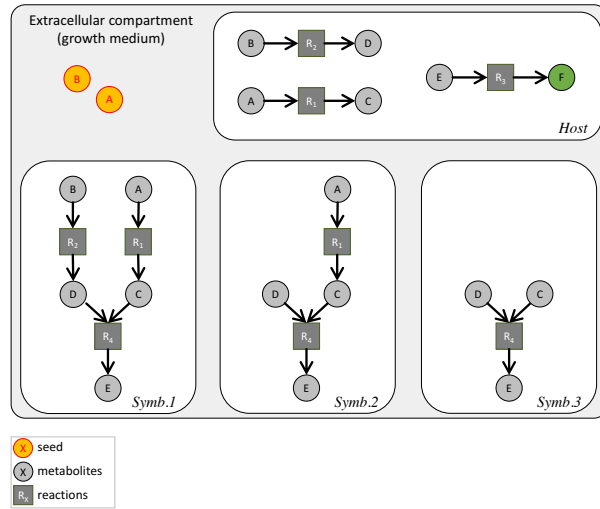 Extracellular compartment
(growth medium)
B
A
B R₂ D
A R₁ C
E R₃ F
Host
B A
R₂ R₁
D C
R₄
E
Symb.1
A
R₁
D C
R₄
E
Symb.2
D C
R₄
E
Symb.3
X seed
X metabolites
Rₓ reactions